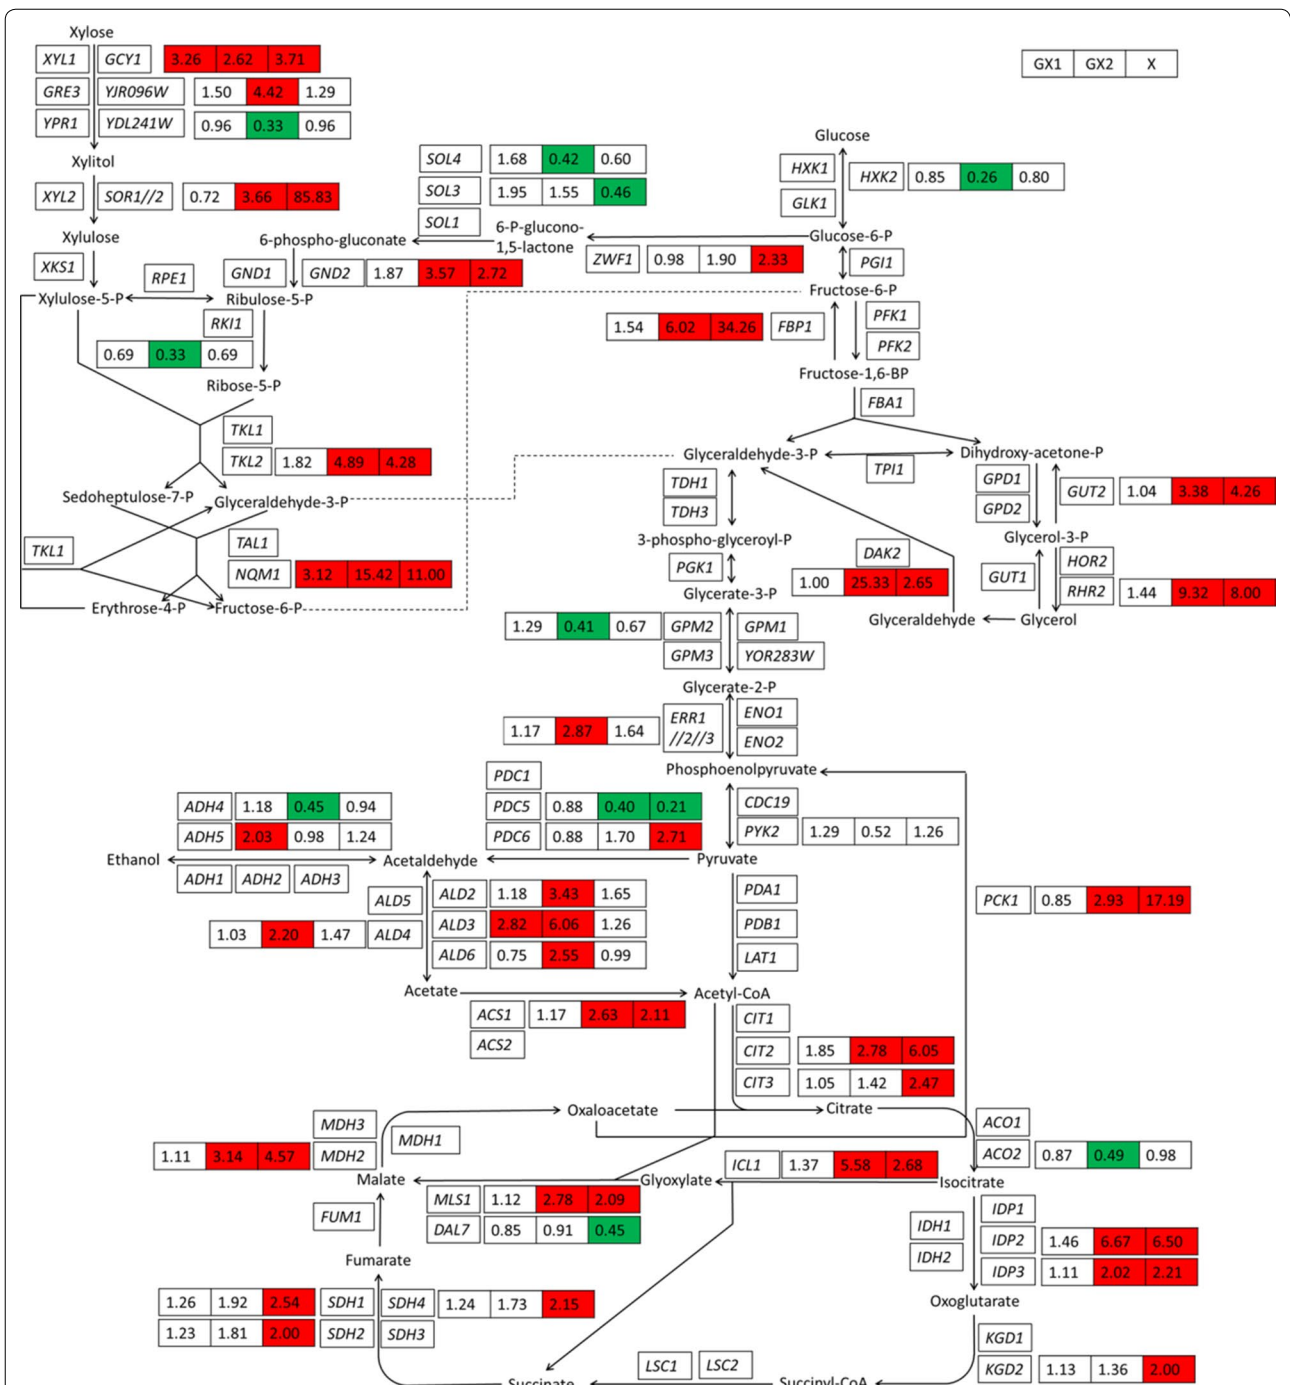 Xylose
XYL1 GCY1 3.26 2.62 3.71
GX1 GX2 X
GRE3 YJR096W 1.50 4.42 1.29
YPR1 YDL241W 0.96 0.33 0.96
Xylitol
XYL2 SOR1//2 0.72 3.66 85.83
Xylulose
XKS1
Xylulose-5-P
RPE1
SOL4 1.68 0.42 0.60
SOL3 1.95 1.55 0.46
SOL1
6-phospho-gluconate
6-P-glucono-
1,5-lactone
GND1 GND2 1.87 3.57 2.72
Ribulose-5-P
RKI1
0.69 0.33 0.69
Ribose-5-P
TKL1
TKL2 1.82 4.89 4.28
Sedoheptulose-7-P
Glyceraldehyde-3-P
TKL1
TAL1
NQM1 3.12 15.42 11.00
Erythrose-4-P
Fructose-6-P
Glucose
HXK1
HXK2 0.85 0.26 0.80
GLK1
Glucose-6-P
ZWF1 0.98 1.90 2.33
PGI1
Fructose-6-P
1.54 6.02 34.26 FBP1
PFK1
PFK2
Fructose-1,6-BP
FBA1
Glyceraldehyde-3-P
Dihydroxy-acetone-P
TPI1
TDH1
TDH3
GPD1
GPD2
GUT2 1.04 3.38 4.26
3-phospho-glyceroyl-P
Glycerol-3-P
PGK1
DAK2
1.00 25.33 2.65
GUT1
HOR2
RHR2 1.44 9.32 8.00
Glycerate-3-P
Glyceraldehyde
Glycerol
1.29 0.41 0.67 GPM2 GPM1
GPM3 YOR283W
Glycerate-2-P
1.17 2.87 1.64 ERR1
//2//3
ENO1
ENO2
Phosphoenolpyruvate
PDC1
PDC5 0.88 0.40 0.21
PDC6 0.88 1.70 2.71
CDC19
PYK2 1.29 0.52 1.26
ADH4 1.18 0.45 0.94
ADH5 2.03 0.98 1.24
Ethanol
Acetaldehyde
Pyruvate
ADH1 ADH2 ADH3
ALD5
1.03 2.20 1.47 ALD4
ALD2 1.18 3.43 1.65
ALD3 2.82 6.06 1.26
ALD6 0.75 2.55 0.99
PDA1
PDB1
LAT1
PCK1 0.85 2.93 17.19
Acetate
Acetyl-CoA
ACS1 1.17 2.63 2.11
ACS2
CIT1
CIT2 1.85 2.78 6.05
CIT3 1.05 1.42 2.47
Oxaloacetate
Citrate
MDH3
1.11 3.14 4.57 MDH2
MDH1
ACO1
ACO2 0.87 0.49 0.98
ICL1 1.37 5.58 2.68
Malate
Glyoxylate
Isocitrate
MLS1 1.12 2.78 2.09
DAL7 0.85 0.91 0.45
FUM1
IDH1
IDH2
IDP1
IDP2 1.46 6.67 6.50
IDP3 1.11 2.02 2.21
Fumarate
Oxoglutarate
1.26 1.92 2.54 SDH1 SDH4 1.24 1.73 2.15
1.23 1.81 2.00 SDH2 SDH3
KGD1
KGD2 1.13 1.36 2.00
LSC1 LSC2
Succinate
Succinyl-CoA